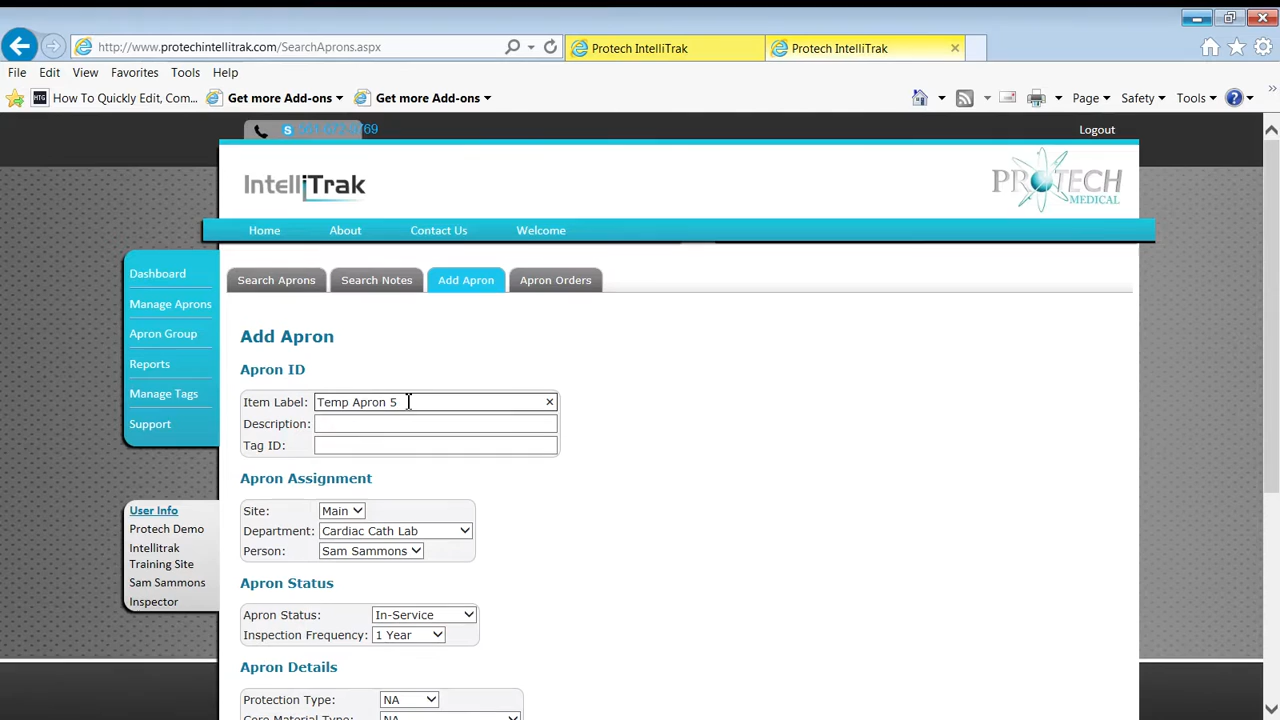 http://www.protechintellitrak.com/SearchAprons.aspx
Protech IntelliTrak
Protech IntelliTrak
File Edit View Favorites Tools Help
HTG How To Quickly Edit, Com... Get more Add-ons Get more Add-ons
Page Safety Tools
Logout
IntelliTrak
PROTECH
MEDICAL
Home About Contact Us Welcome
Dashboard
Manage Aprons
Apron Group
Reports
Manage Tags
Support
User Info
Protech Demo
Intellitrak
Training Site
Sam Sammons
Inspector
Search Aprons Search Notes Add Apron Apron Orders
Add Apron
Apron ID
Item Label: Temp Apron 5
Description:
Tag ID:
Apron Assignment
Site: Main
Department: Cardiac Cath Lab
Person: Sam Sammons
Apron Status
Apron Status: In-Service
Inspection Frequency: 1 Year
Apron Details
Protection Type: NA
Core Material Type: NA